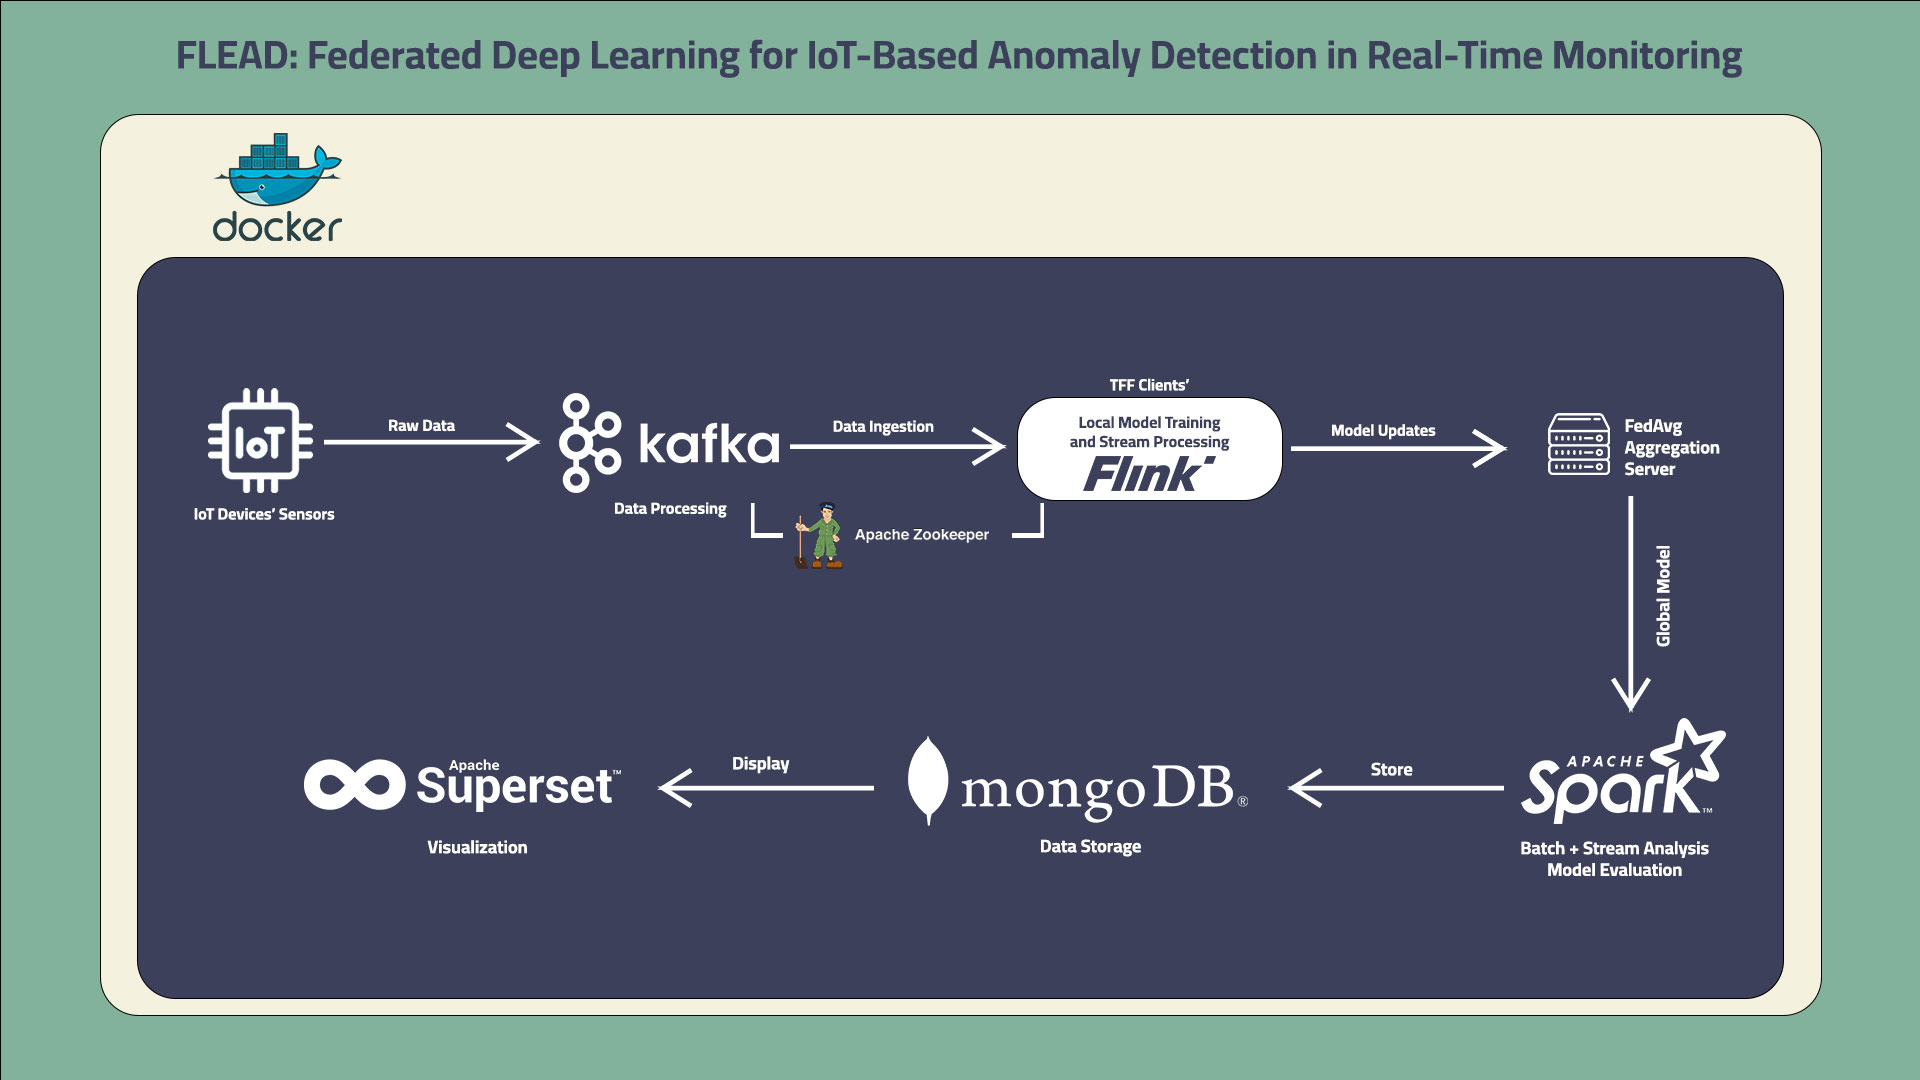 FLEAD: Federated Deep Learning for IoT-Based Anomaly Detection in Real-Time Monitoring
docker
IoT
IoT Devices’ Sensors
Raw Data
kafka
Data Processing
Data Ingestion
Apache Zookeeper
TFF Clients’
Local Model Training
and Stream Processing
Flink
Model Updates
FedAvg
Aggregation
Server
Global Model
APACHE
Spark™
Batch + Stream Analysis
Model Evaluation
Store
mongoDB®
Data Storage
Display
Apache
Superset™
Visualization